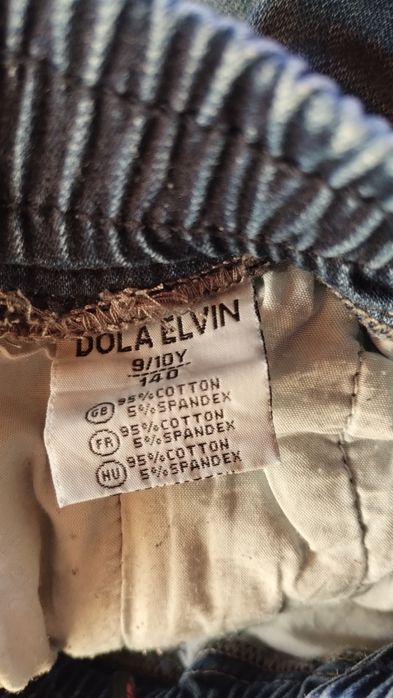 DOLA ELVIN
9/10Y
140
GB 95%COTTON
5%SPANDEX
FR 95%COTTON
5%SPANDEX
HU 95%COTTON
5%SPANDEX